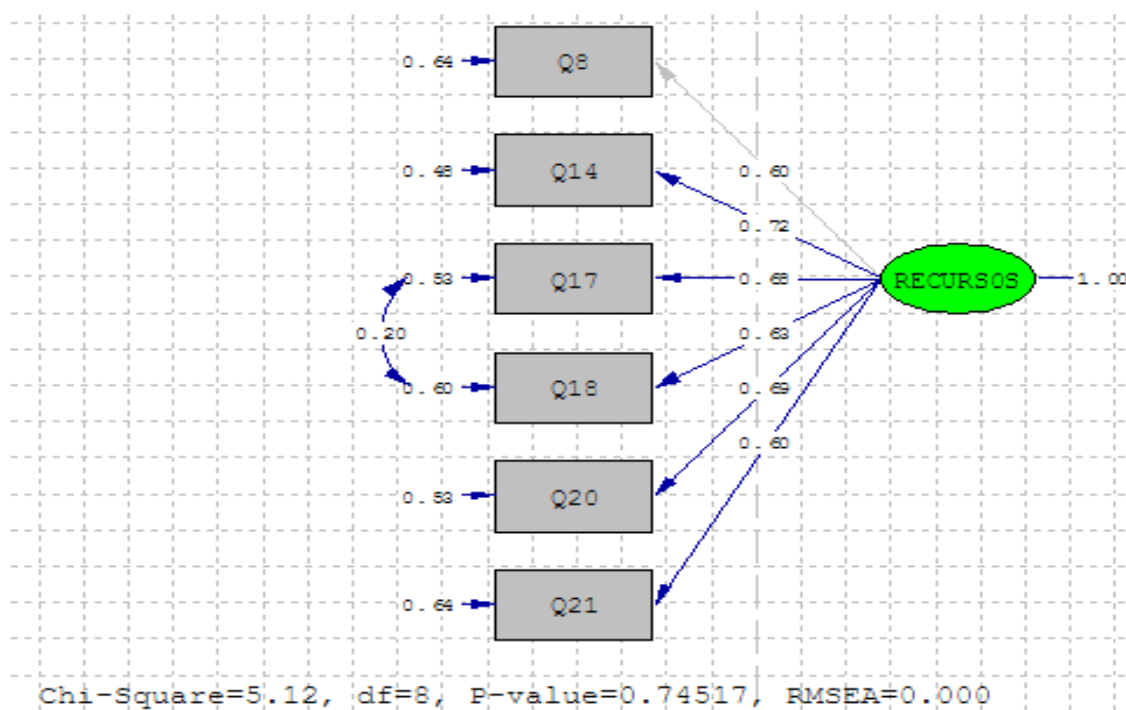 0.64 Q8
0.48 Q14 0.60
0.72
0.53 Q17 0.68 RECURSOS 1.00
0.20 0.63
0.60 Q18 0.69
0.60
0.53 Q20
0.64 Q21
Chi-Square=5.12, df=8, P-value=0.74517, RMSEA=0.000